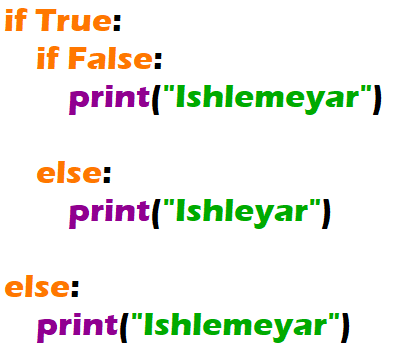 if True:
    if False:
        print("Ishlemeyar")
    else:
        print("Ishleyar")
else:
    print("Ishlemeyar")